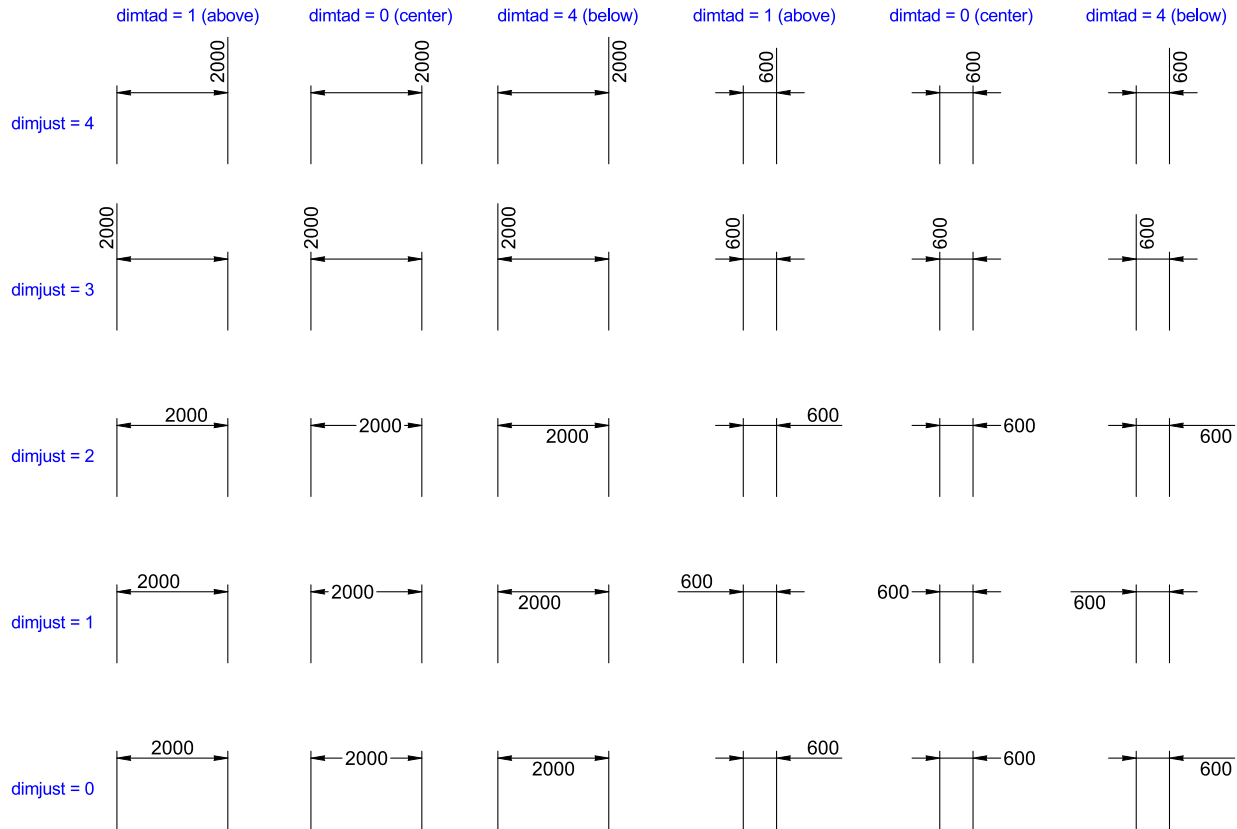 dimtad = 1 (above) dimtad = 0 (center) dimtad = 4 (below) dimtad = 1 (above) dimtad = 0 (center) dimtad = 4 (below)
2000 2000 2000 600 600 600
dimjust = 4
2000 2000 2000 600 600 600
dimjust = 3
2000 2000 2000 600 600 600
dimjust = 2
2000 2000 2000 600 600 600
dimjust = 1
2000 2000 2000 600 600 600
dimjust = 0